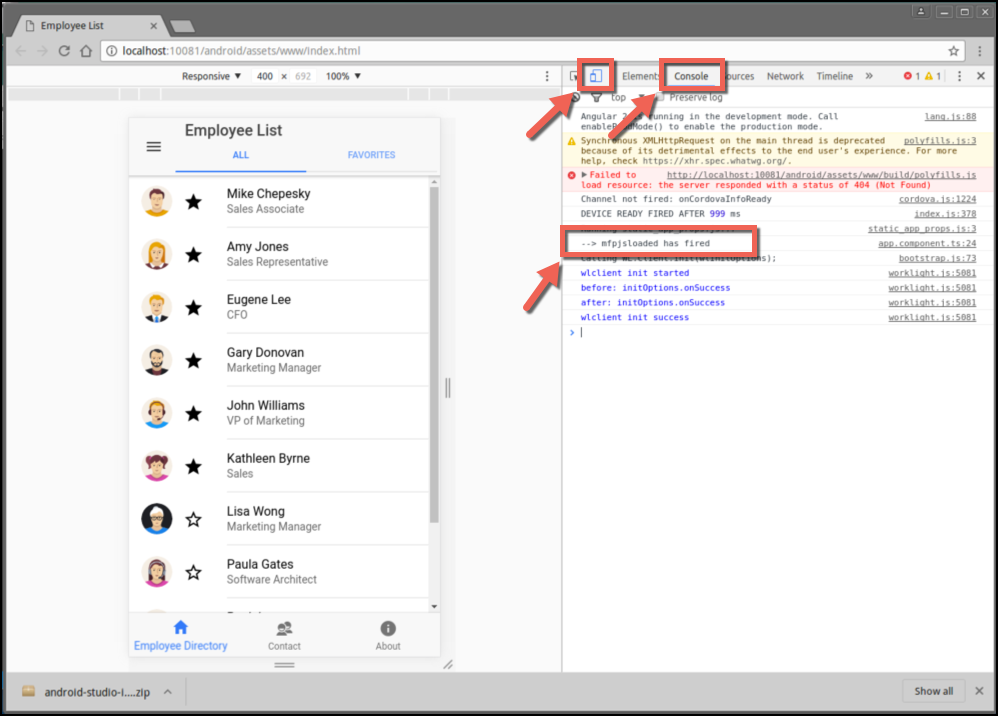 Employee List
localhost:10081/android/assets/www/index.html
Responsive ▼ 400 × 692 100% ▼
Elements Console Sources Network Timeline » 1 1
top Preserve log
Employee List
ALL FAVORITES
Mike Chepesky
Sales Associate
Amy Jones
Sales Representative
Eugene Lee
CFO
Gary Donovan
Marketing Manager
John Williams
VP of Marketing
Kathleen Byrne
Sales
Lisa Wong
Marketing Manager
Paula Gates
Software Architect
Employee Directory Contact About
Angular 2 is running in the development mode. Call lang.js:88
enableProdMode() to enable the production mode.
Synchronous XMLHttpRequest on the main thread is deprecated polyfills.js:3
because of its detrimental effects to the end user's experience. For more
help, check https://xhr.spec.whatwg.org/.
Failed to http://localhost:10081/android/assets/www/build/polyfills.js
load resource: the server responded with a status of 404 (Not Found)
Channel not fired: onCordovaInfoReady cordova.js:1224
DEVICE READY FIRED AFTER 999 ms index.js:378
static_app_props.js:3
--> mfpjsloaded has fired app.component.ts:24
Calling WL.Client.init(wlInitOptions); bootstrap.js:73
wlclient init started worklight.js:5081
before: initOptions.onSuccess worklight.js:5081
after: initOptions.onSuccess worklight.js:5081
wlclient init success worklight.js:5081
>
android-studio-i....zip Show all